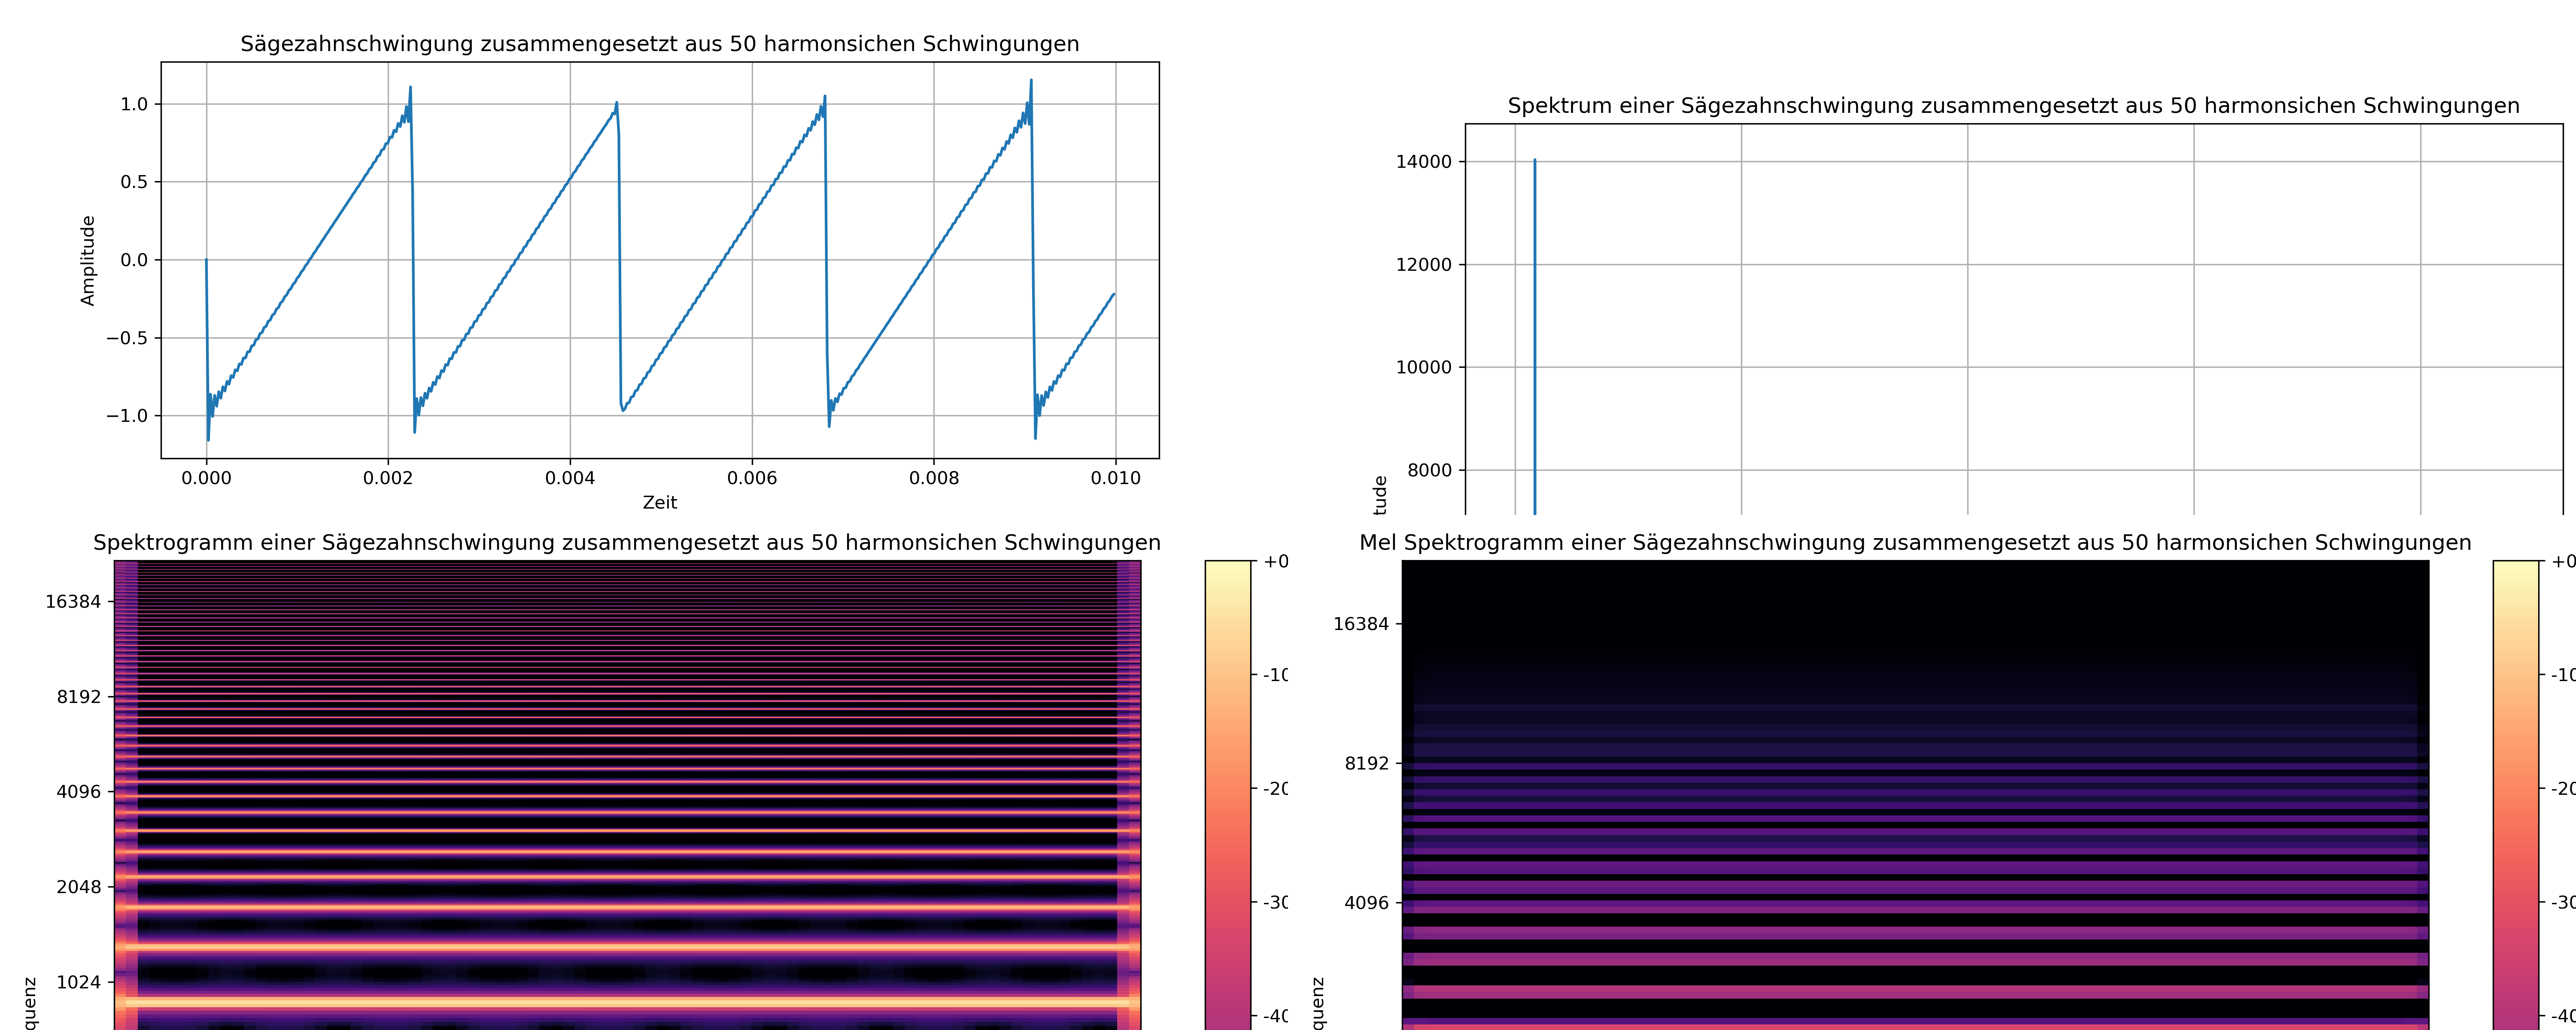 Sägezahnschwingung zusammengesetzt aus 50 harmonsichen Schwingungen
1.0
0.5
0.0
−0.5
−1.0
Amplitude
0.000 0.002 0.004 0.006 0.008 0.010
Zeit
Spektrum einer Sägezahnschwingung zusammengesetzt aus 50 harmonsichen Schwingungen
14000
12000
10000
8000
tude
Spektrogramm einer Sägezahnschwingung zusammengesetzt aus 50 harmonsichen Schwingungen
16384
8192
4096
2048
1024
quenz
+0
-10
-20
-30
-40
Mel Spektrogramm einer Sägezahnschwingung zusammengesetzt aus 50 harmonsichen Schwingungen
16384
8192
4096
quenz
+0
-10
-20
-30
-40